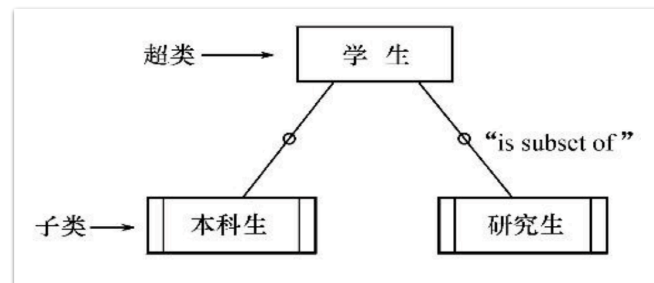 超类
学 生
“is subset of”
子类
本科生
研究生